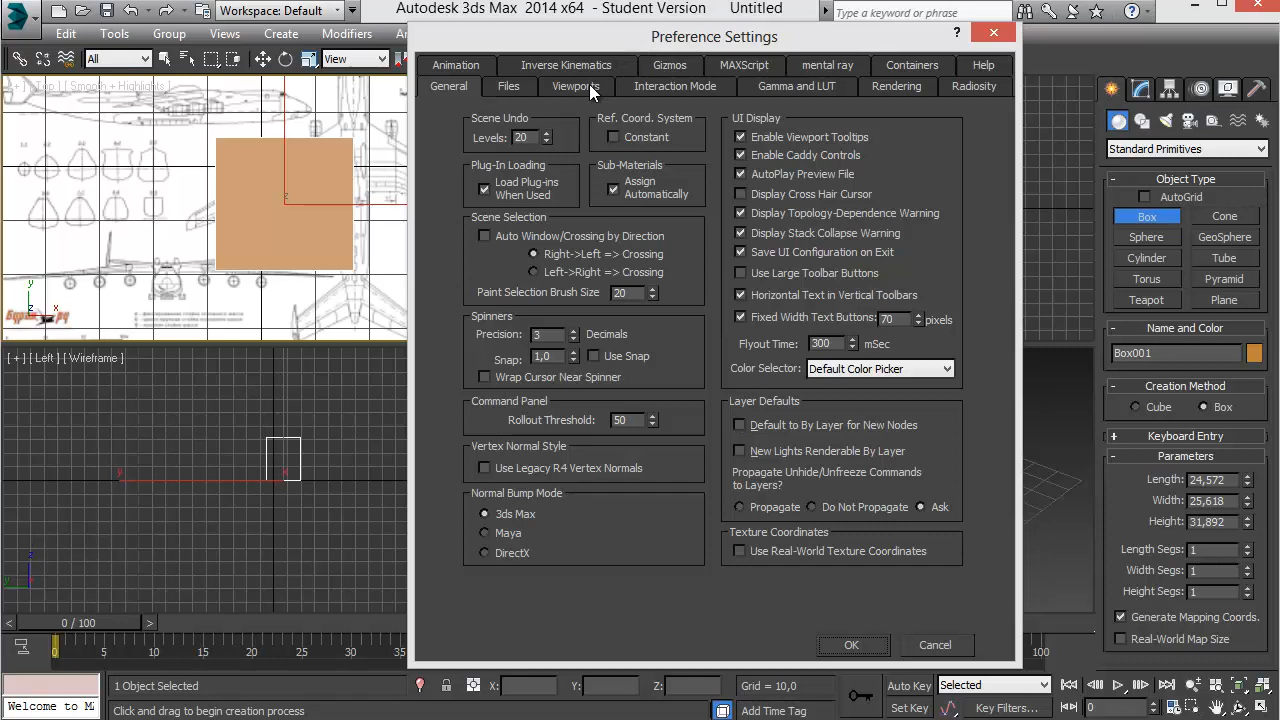 Workspace: Default
Autodesk 3ds Max 2014 x64 - Student Version Untitled
Type a keyword or phrase
Edit Tools Group Views Create Modifiers
All View
[ + ] [ Top ] [ Smooth + Highlights ]
[ + ] [ Left ] [ Wireframe ]
Preference Settings
?
Animation Inverse Kinematics Gizmos MAXScript mental ray Containers Help
General Files Viewports Interaction Mode Gamma and LUT Rendering Radiosity
Scene Undo
Levels: 20
Ref. Coord. System
Constant
Plug-In Loading
Load Plug-ins
When Used
Sub-Materials
Assign
Automatically
Scene Selection
Auto Window/Crossing by Direction
Right->Left => Crossing
Left->Right => Crossing
Paint Selection Brush Size 20
Spinners
Precision: 3 Decimals
Snap: 1,0 Use Snap
Wrap Cursor Near Spinner
Command Panel
Rollout Threshold: 50
Vertex Normal Style
Use Legacy R4 Vertex Normals
Normal Bump Mode
3ds Max
Maya
DirectX
UI Display
Enable Viewport Tooltips
Enable Caddy Controls
AutoPlay Preview File
Display Cross Hair Cursor
Display Topology-Dependence Warning
Display Stack Collapse Warning
Save UI Configuration on Exit
Use Large Toolbar Buttons
Horizontal Text in Vertical Toolbars
Fixed Width Text Buttons: 70 pixels
Flyout Time: 300 mSec
Color Selector: Default Color Picker
Layer Defaults
Default to By Layer for New Nodes
New Lights Renderable By Layer
Propagate Unhide/Unfreeze Commands
to Layers?
Propagate Do Not Propagate Ask
Texture Coordinates
Use Real-World Texture Coordinates
OK Cancel
Standard Primitives
- Object Type
AutoGrid
Box Cone
Sphere GeoSphere
Cylinder Tube
Torus Pyramid
Teapot Plane
- Name and Color
Box001
- Creation Method
Cube Box
+ Keyboard Entry
- Parameters
Length: 24,572
Width: 25,618
Height: 31,892
Length Segs: 1
Width Segs: 1
Height Segs: 1
Generate Mapping Coords.
Real-World Map Size
< 0 / 100 >
0 5 10 15 20 25 30 35 100
1 Object Selected X: Y: Z: Grid = 10,0 Auto Key Selected
Welcome to M Click and drag to begin creation process Add Time Tag Set Key Key Filters... 0